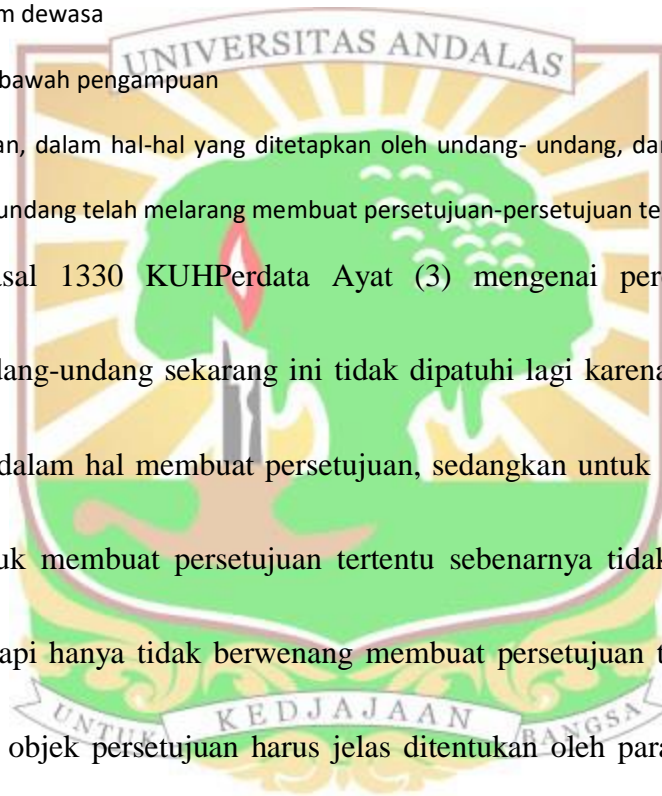 m dewasa
UNIVERSITAS ANDALAS
bawah pengampuan
an, dalam hal-hal yang ditetapkan oleh undang- undang, dan
undang telah melarang membuat persetujuan-persetujuan te
asal 1330 KUHPerdata Ayat (3) mengenai per
dang-undang sekarang ini tidak dipatuhi lagi karena
dalam hal membuat persetujuan, sedangkan untuk
uk membuat persetujuan tertentu sebenarnya tidak
api hanya tidak berwenang membuat persetujuan t
UNTUK KEDJAJAAN BANGSA
objek persetujuan harus jelas ditentukan oleh para